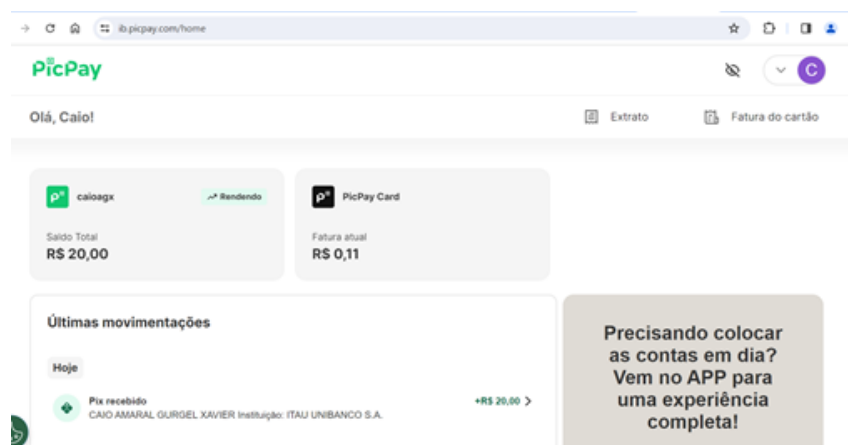 ib.picpay.com/home
PicPay
C
Olá, Caio!
Extrato
Fatura do cartão
caioagx
Rendendo
PicPay Card
Saldo Total
R$ 20,00
Fatura atual
R$ 0,11
Últimas movimentações
Hoje
Pix recebido
CAIO AMARAL GURGEL XAVIER Instituição: ITAU UNIBANCO S.A.
+R$ 20,00
Precisando colocar
as contas em dia?
Vem no APP para
uma experiência
completa!